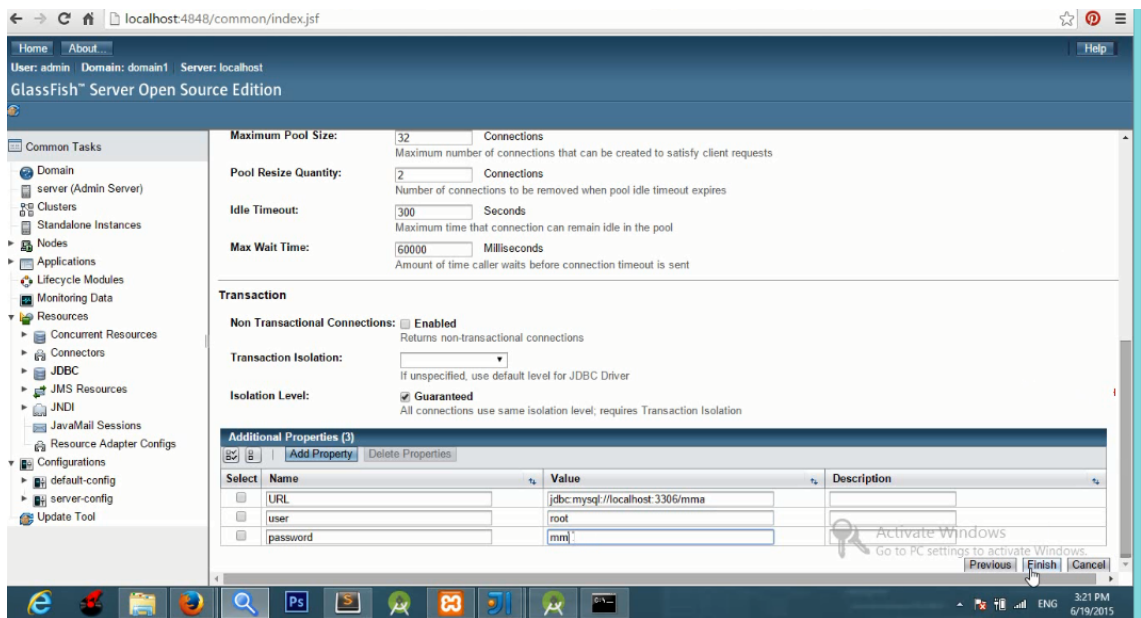 localhost:4848/common/index.jsf
Home About... Help
User: admin Domain: domain1 Server: localhost
GlassFish™ Server Open Source Edition
Common Tasks
Domain
server (Admin Server)
Clusters
Standalone Instances
Nodes
Applications
Lifecycle Modules
Monitoring Data
Resources
Concurrent Resources
Connectors
JDBC
JMS Resources
JNDI
JavaMail Sessions
Resource Adapter Configs
Configurations
default-config
server-config
Update Tool
Maximum Pool Size: 32 Connections
Maximum number of connections that can be created to satisfy client requests
Pool Resize Quantity: 2 Connections
Number of connections to be removed when pool idle timeout expires
Idle Timeout: 300 Seconds
Maximum time that connection can remain idle in the pool
Max Wait Time: 60000 Milliseconds
Amount of time caller waits before connection timeout is sent
Transaction
Non Transactional Connections: Enabled
Returns non-transactional connections
Transaction Isolation:
If unspecified, use default level for JDBC Driver
Isolation Level: Guaranteed
All connections use same isolation level; requires Transaction Isolation
Additional Properties (3)
Add Property Delete Properties
Select Name Value Description
URL jdbc:mysql://localhost:3306/mma
user root
password mm
Activate Windows
Go to PC settings to activate Windows.
Previous Finish Cancel
Ps S
ENG 3:21 PM
6/19/2015